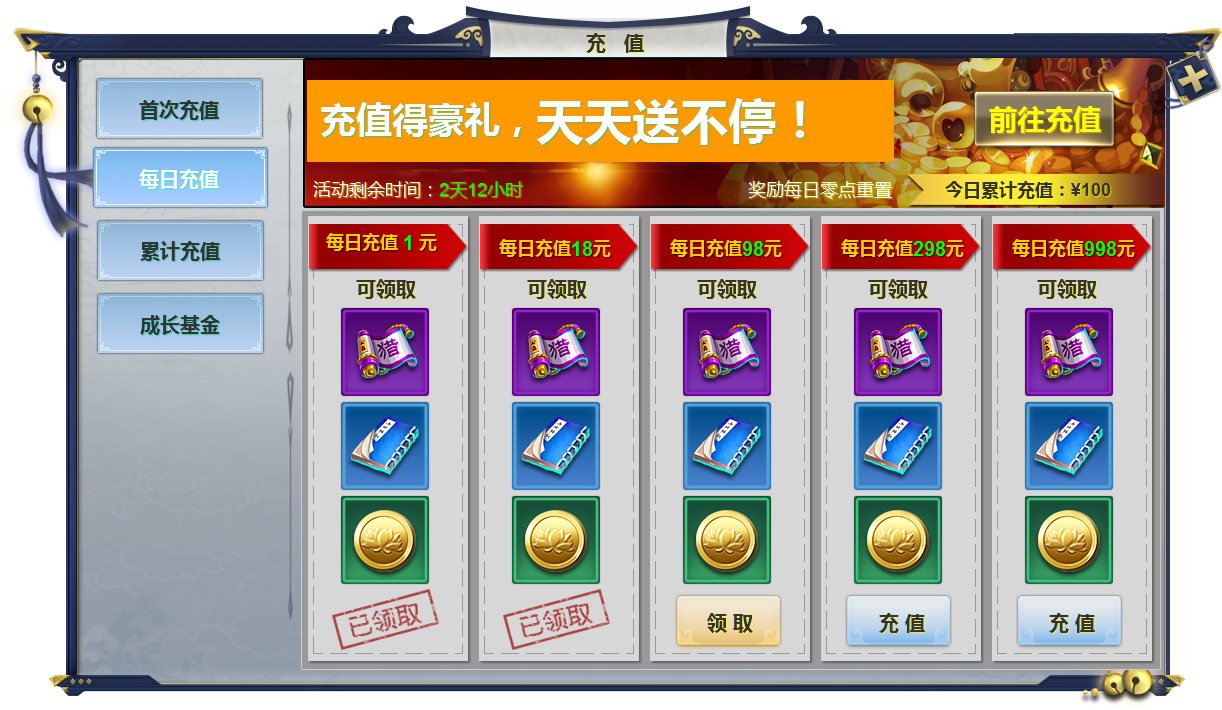 充 值
首次充值
每日充值
累计充值
成长基金
充值得豪礼，天天送不停！
前往充值
活动剩余时间：2天12小时
奖励每日零点重置
今日累计充值：¥100
每日充值 1 元
每日充值18元
每日充值98元
每日充值298元
每日充值998元
可领取
可领取
可领取
可领取
可领取
猎
猎
猎
猎
猎
已领取
已领取
领 取
充 值
充 值